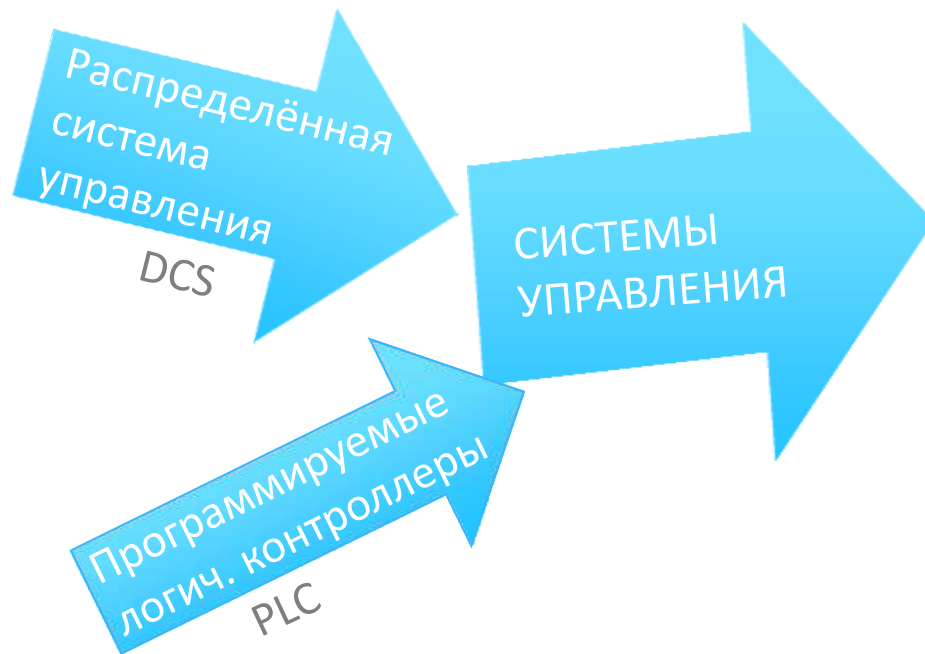 Распределённая
система
управления
DCS
СИСТЕМЫ
УПРАВЛЕНИЯ
Программируемые
логич. контроллеры
PLC